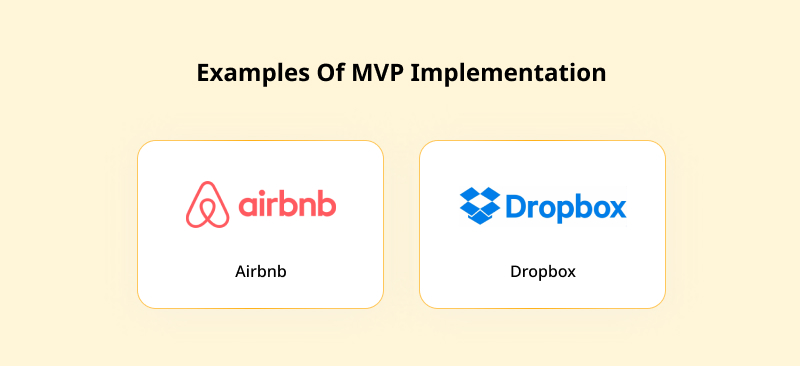 Examples Of MVP Implementation
airbnb
Dropbox
Airbnb
Dropbox